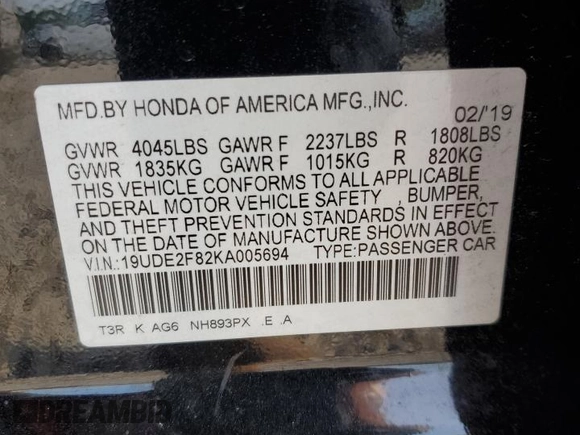 MFD.BY HONDA OF AMERICA MFG.,INC. 02/'19
GVWR 4045LBS GAWR F 2237LBS R 1808LBS
GVWR 1835KG GAWR F 1015KG R 820KG
THIS VEHICLE CONFORMS TO ALL APPLICABLE
FEDERAL MOTOR VEHICLE SAFETY , BUMPER,
AND THEFT PREVENTION STANDARDS IN EFFECT
ON THE DATE OF MANUFACTURE SHOWN ABOVE.
V.I.N.: 19UDE2F82KA005694 TYPE:PASSENGER CAR
T3R K AG6 NH893PX .E .A
DREAMBID